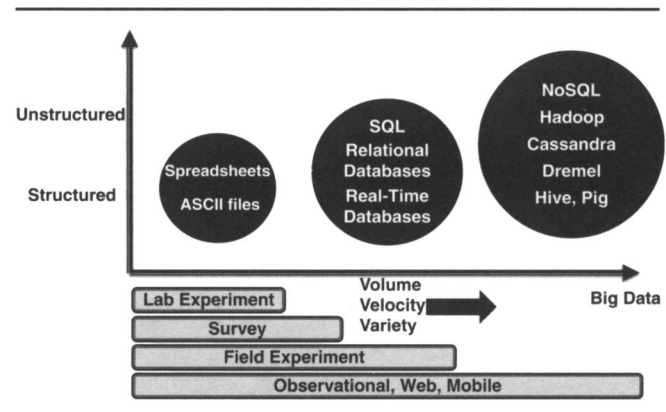 Unstructured
Structured
Spreadsheets
ASCII files
SQL
Relational
Databases
Real-Time
Databases
NoSQL
Hadoop
Cassandra
Dremel
Hive, Pig
Volume
Velocity
Variety
Big Data
Lab Experiment
Survey
Field Experiment
Observational, Web, Mobile